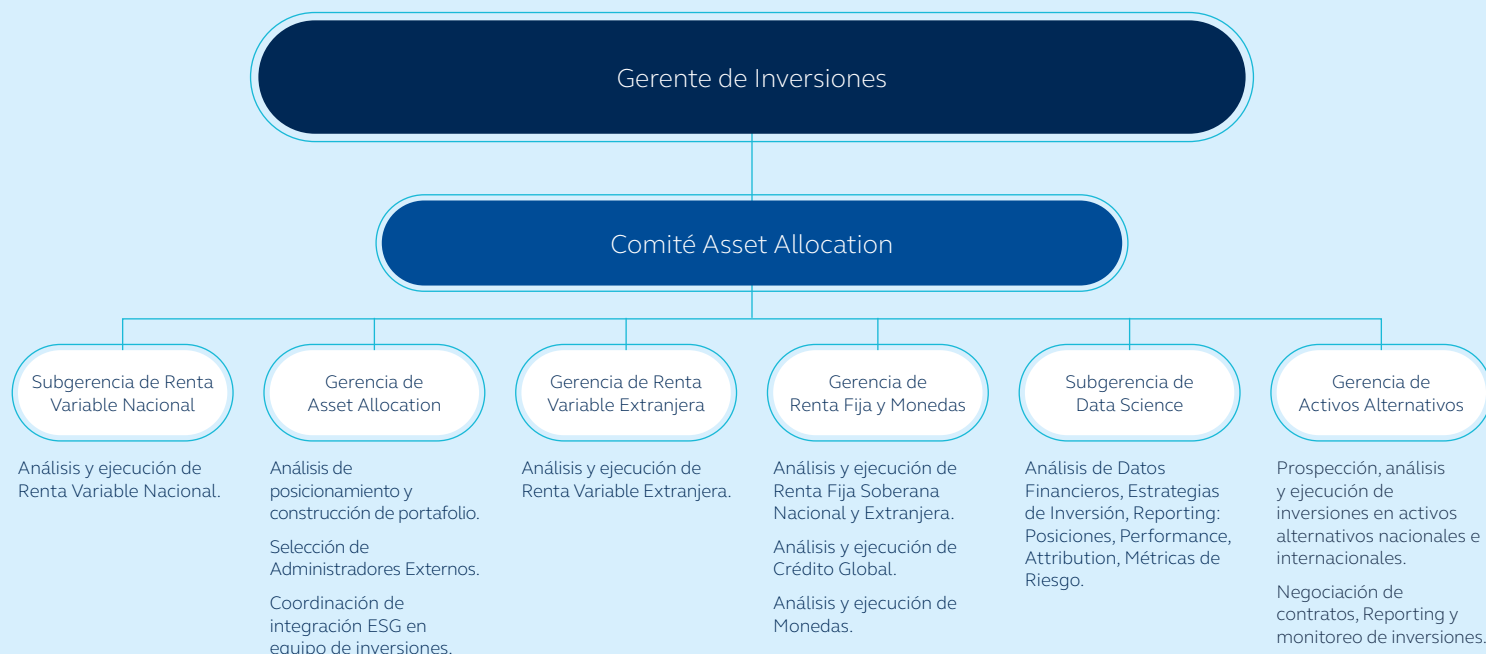 Gerente de Inversiones
Comité Asset Allocation
Subgerencia de Renta
Variable Nacional
Análisis y ejecución de
Renta Variable Nacional.
Gerencia de
Asset Allocation
Análisis de
posicionamiento y
construcción de portafolio.
Selección de
Administradores Externos.
Coordinación de
integración ESG en
equipo de inversiones.
Gerencia de Renta
Variable Extranjera
Análisis y ejecución de
Renta Variable Extranjera.
Gerencia de
Renta Fija y Monedas
Análisis y ejecución de
Renta Fija Soberana
Nacional y Extranjera.
Análisis y ejecución de
Crédito Global.
Análisis y ejecución de
Monedas.
Subgerencia de
Data Science
Análisis de Datos
Financieros, Estrategias
de Inversión, Reporting:
Posiciones, Performance,
Attribution, Métricas de
Riesgo.
Gerencia de
Activos Alternativos
Prospección, análisis
y ejecución de
inversiones en activos
alternativos nacionales e
internacionales.
Negociación de
contratos, Reporting y
monitoreo de inversiones.